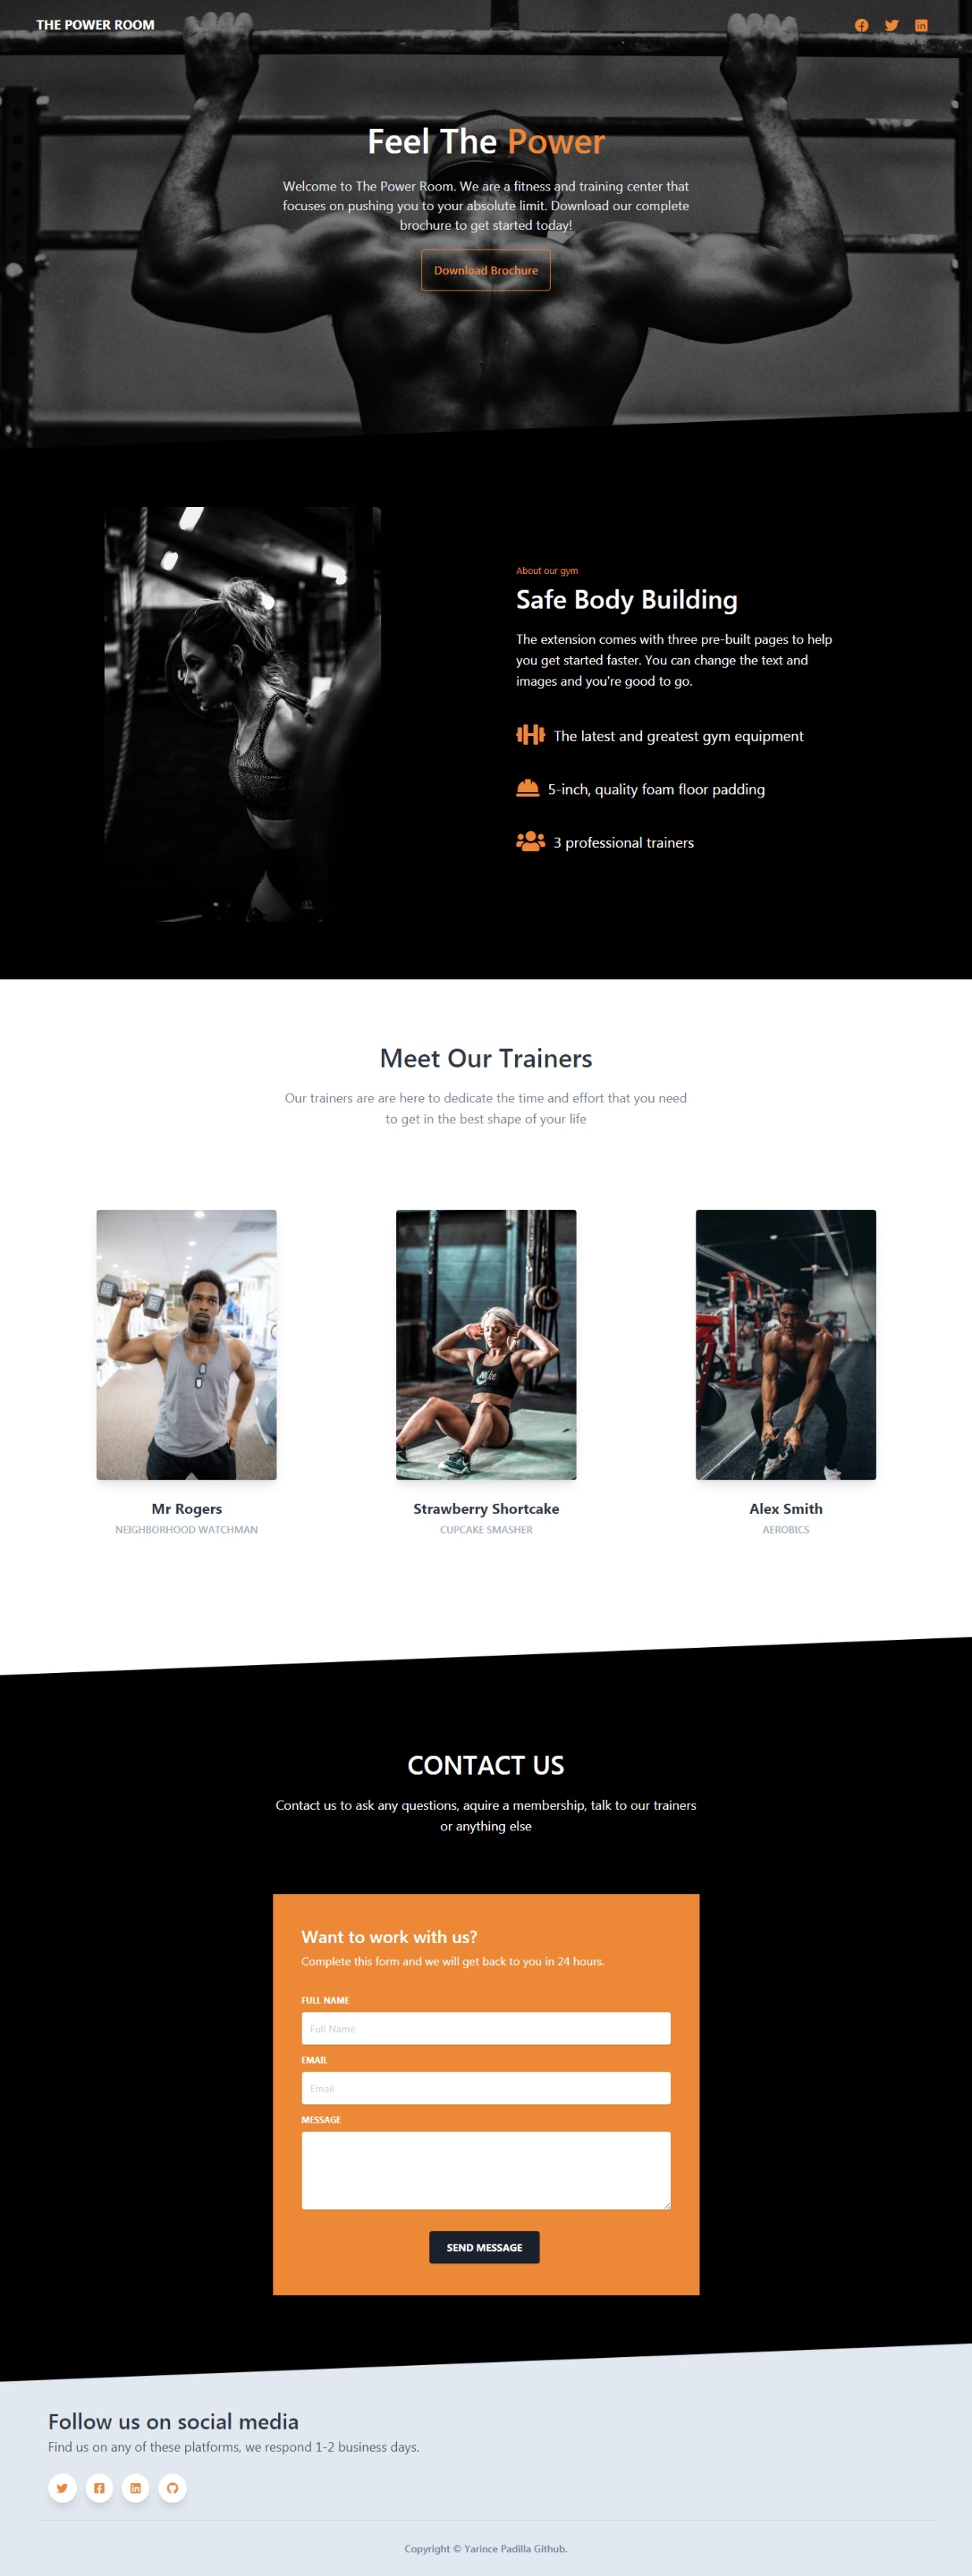 THE POWER ROOM
Feel The Power
Welcome to The Power Room. We are a fitness and training center that
focuses on pushing you to your absolute limit. Download our complete
brochure to get started today!
Download Brochure
About our gym
Safe Body Building
The extension comes with three pre-built pages to help
you get started faster. You can change the text and
images and you're good to go.
The latest and greatest gym equipment
5-inch, quality foam floor padding
3 professional trainers
Meet Our Trainers
Our trainers are are here to dedicate the time and effort that you need
to get in the best shape of your life
Mr Rogers
NEIGHBORHOOD WATCHMAN
Strawberry Shortcake
CUPCAKE SMASHER
Alex Smith
AEROBICS
CONTACT US
Contact us to ask any questions, aquire a membership, talk to our trainers
or anything else
Want to work with us?
Complete this form and we will get back to you in 24 hours.
FULL NAME
Full Name
EMAIL
Email
MESSAGE
SEND MESSAGE
Follow us on social media
Find us on any of these platforms, we respond 1-2 business days.
Copyright © Yarince Padilla Github.